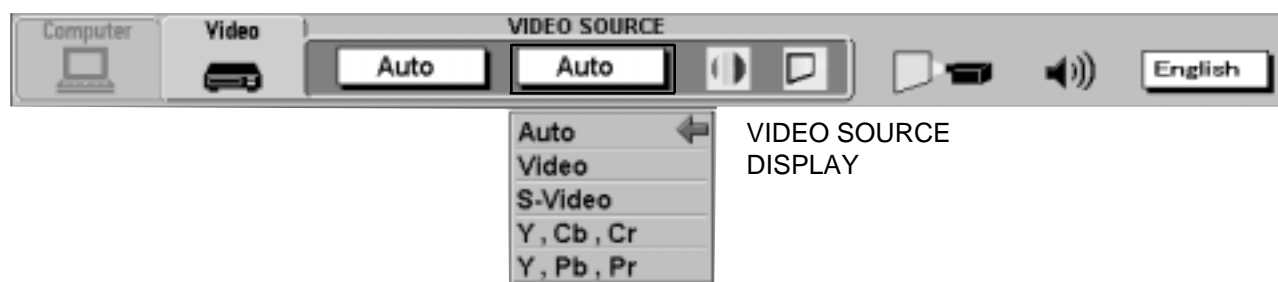 Computer Video VIDEO SOURCE
Auto Auto English
Auto
Video
S-Video
Y , Cb , Cr
Y , Pb , Pr
VIDEO SOURCE
DISPLAY